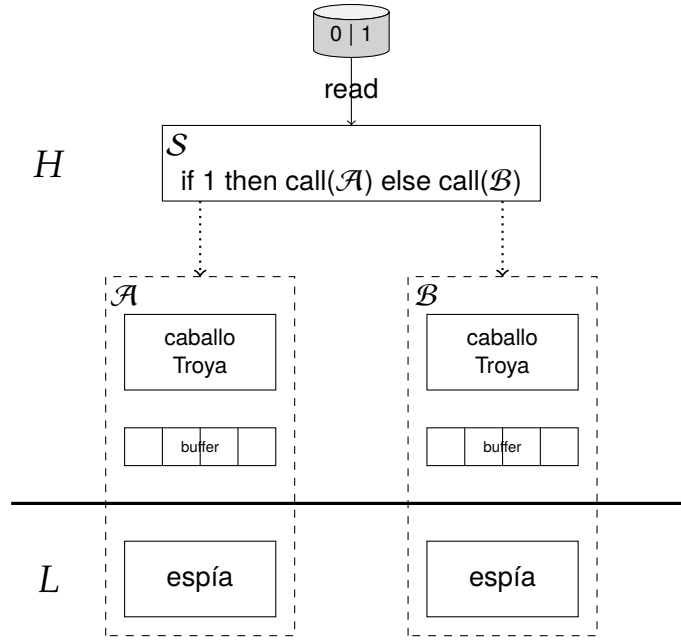 0 | 1
read
H
𝒮
if 1 then call(𝒜) else call(ℬ)
𝒜
ℬ
caballo
Troya
caballo
Troya
buffer
buffer
L
espía
espía